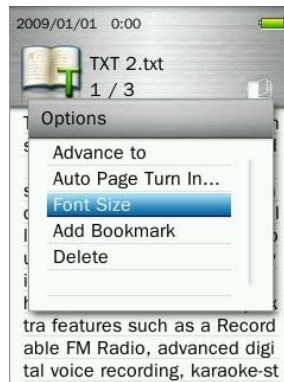 2009/01/01 0:00
TXT 2.txt
1 / 3
Options
Advance to
Auto Page Turn In...
Font Size
Add Bookmark
Delete
tra features such as a Record
able FM Radio, advanced digi
tal voice recording, karaoke-st